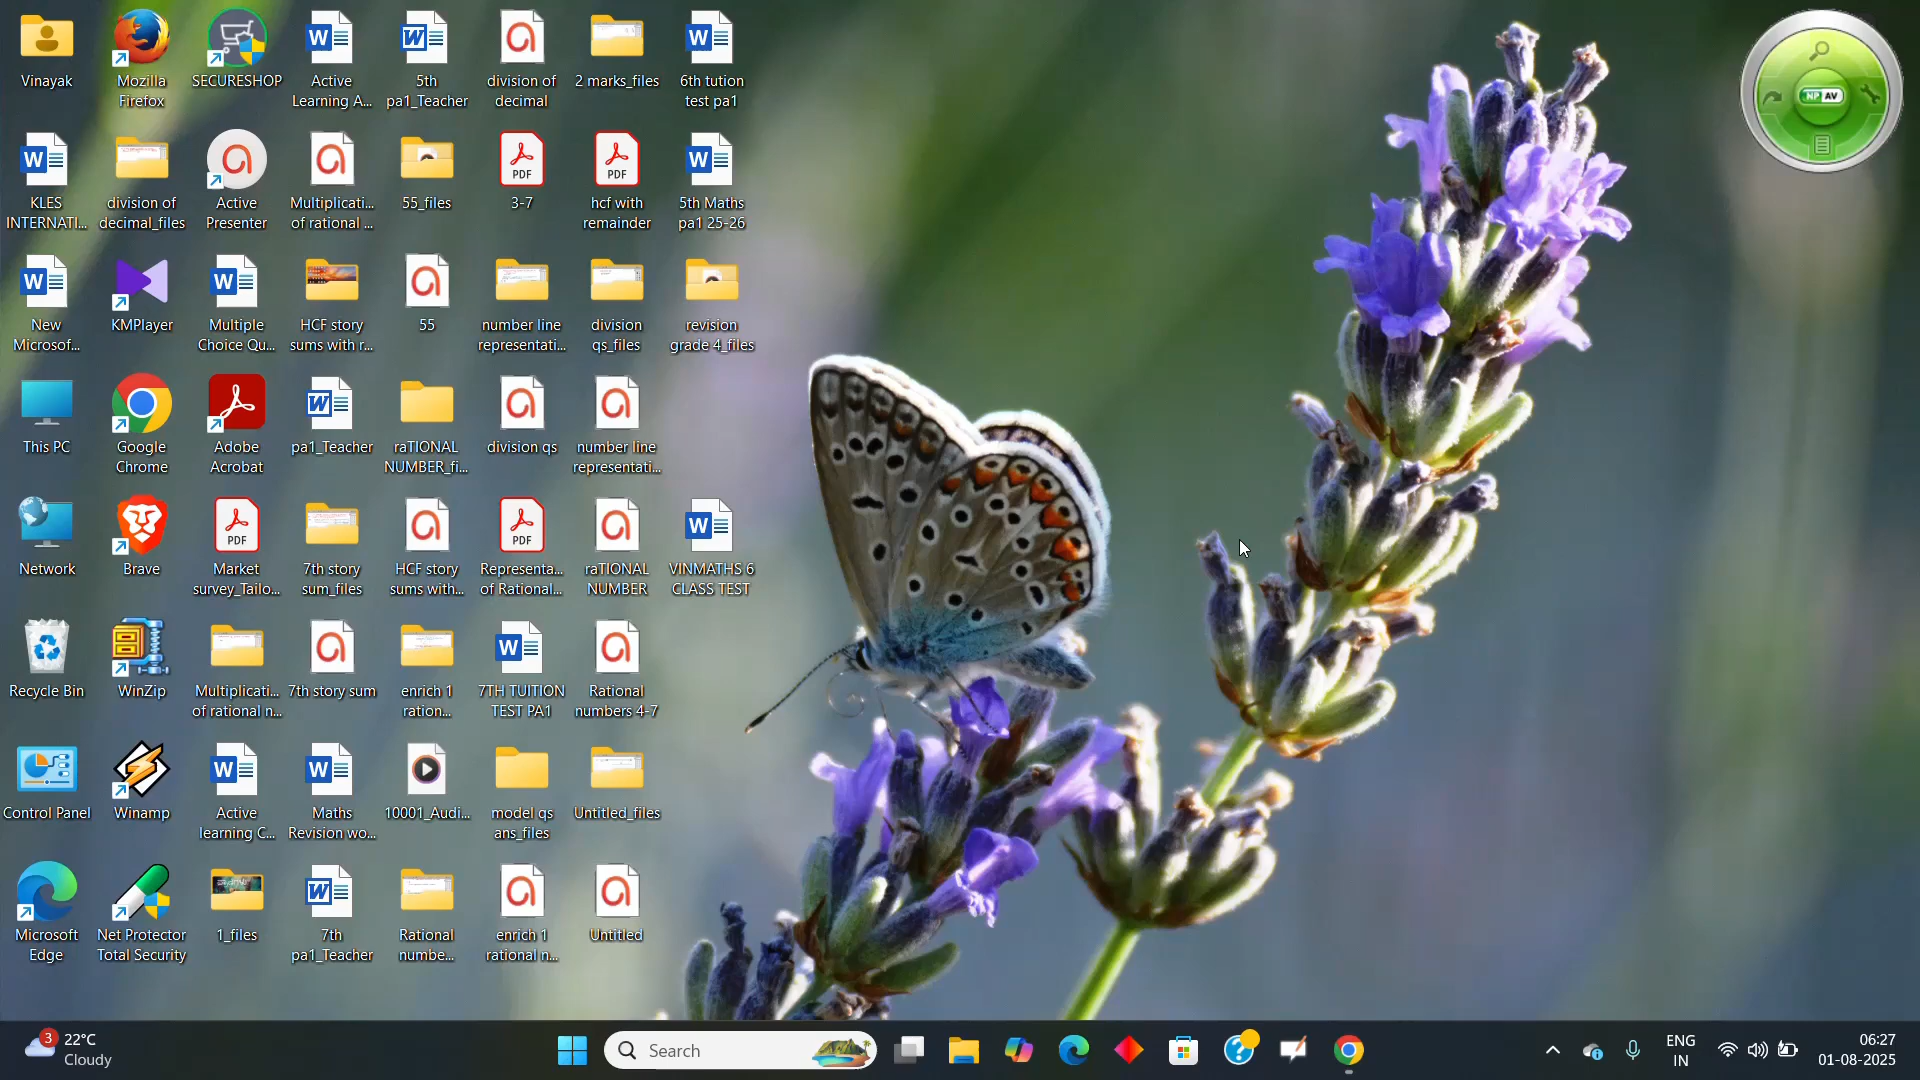 Vinayak
Mozilla
Firefox
SECURESHOP
Active
Learning A...
5th
pa1_Teacher
division of
decimal
2 marks_files
6th tution
test pa1
KLES
INTERNATI...
division of
decimal_files
Active
Presenter
Multiplicati...
of rational ...
55_files
3-7
hcf with
remainder
5th Maths
pa1 25-26
New
Microsof...
KMPlayer
Multiple
Choice Qu...
HCF story
sums with r...
55
number line
representati...
division
qs_files
revision
grade 4_files
This PC
Google
Chrome
Adobe
Acrobat
pa1_Teacher
raTIONAL
NUMBER_fi...
division qs
number line
representati...
Network
Brave
Market
survey_Tailo...
7th story
sum_files
HCF story
sums with...
Representa...
of Rational...
raTIONAL
NUMBER
VINMATHS 6
CLASS TEST
Recycle Bin
WinZip
Multiplicati...
of rational n...
7th story sum
enrich 1
ration...
7TH TUITION
TEST PA1
Rational
numbers 4-7
Control Panel
Winamp
Active
learning C...
Maths
Revision wo...
10001_Audi...
model qs
ans_files
Untitled_files
Microsoft
Edge
Net Protector
Total Security
1_files
7th
pa1_Teacher
Rational
numbe...
enrich 1
rational n...
Untitled
NP AV
3
22°C
Cloudy
Search
ENG
IN
06:27
01-08-2025